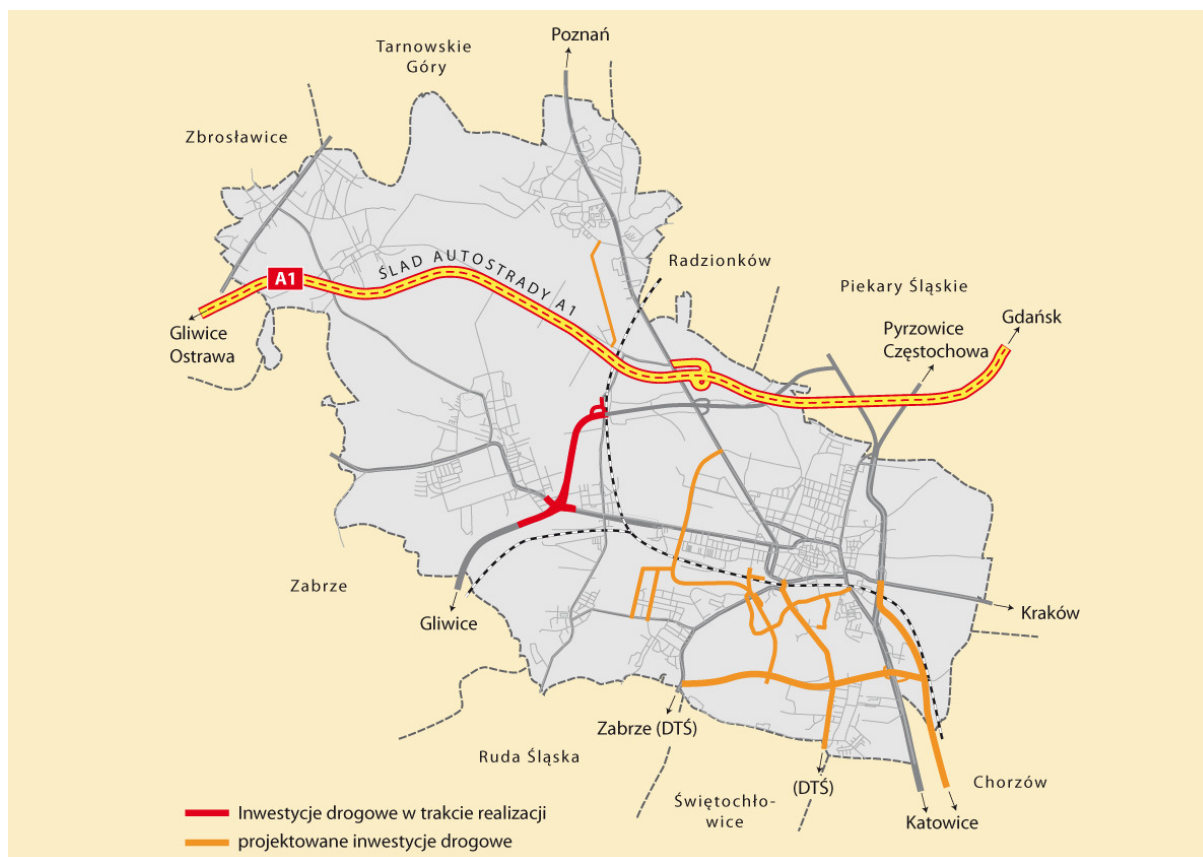 Poznań
Tarnowskie
Góry
Zbrosławice
Radzionków
ŚLAD AUTOSTRADY A1
A1
Piekary Śląskie
Gdańsk
Gliwice
Ostrawa
Pyrzowice
Częstochowa
Zabrze
Gliwice
Kraków
Zabrze (DTŚ)
Ruda Śląska
(DTŚ)
Chorzów
Świętochło-
wice
Katowice
Inwestycje drogowe w trakcie realizacji
projektowane inwestycje drogowe